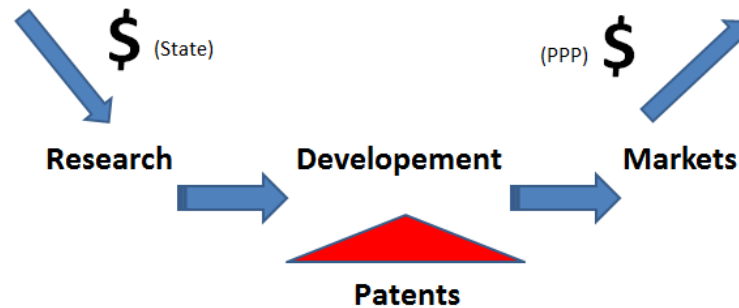 $ (State)
(PPP) $
Research
Developement
Markets
Patents